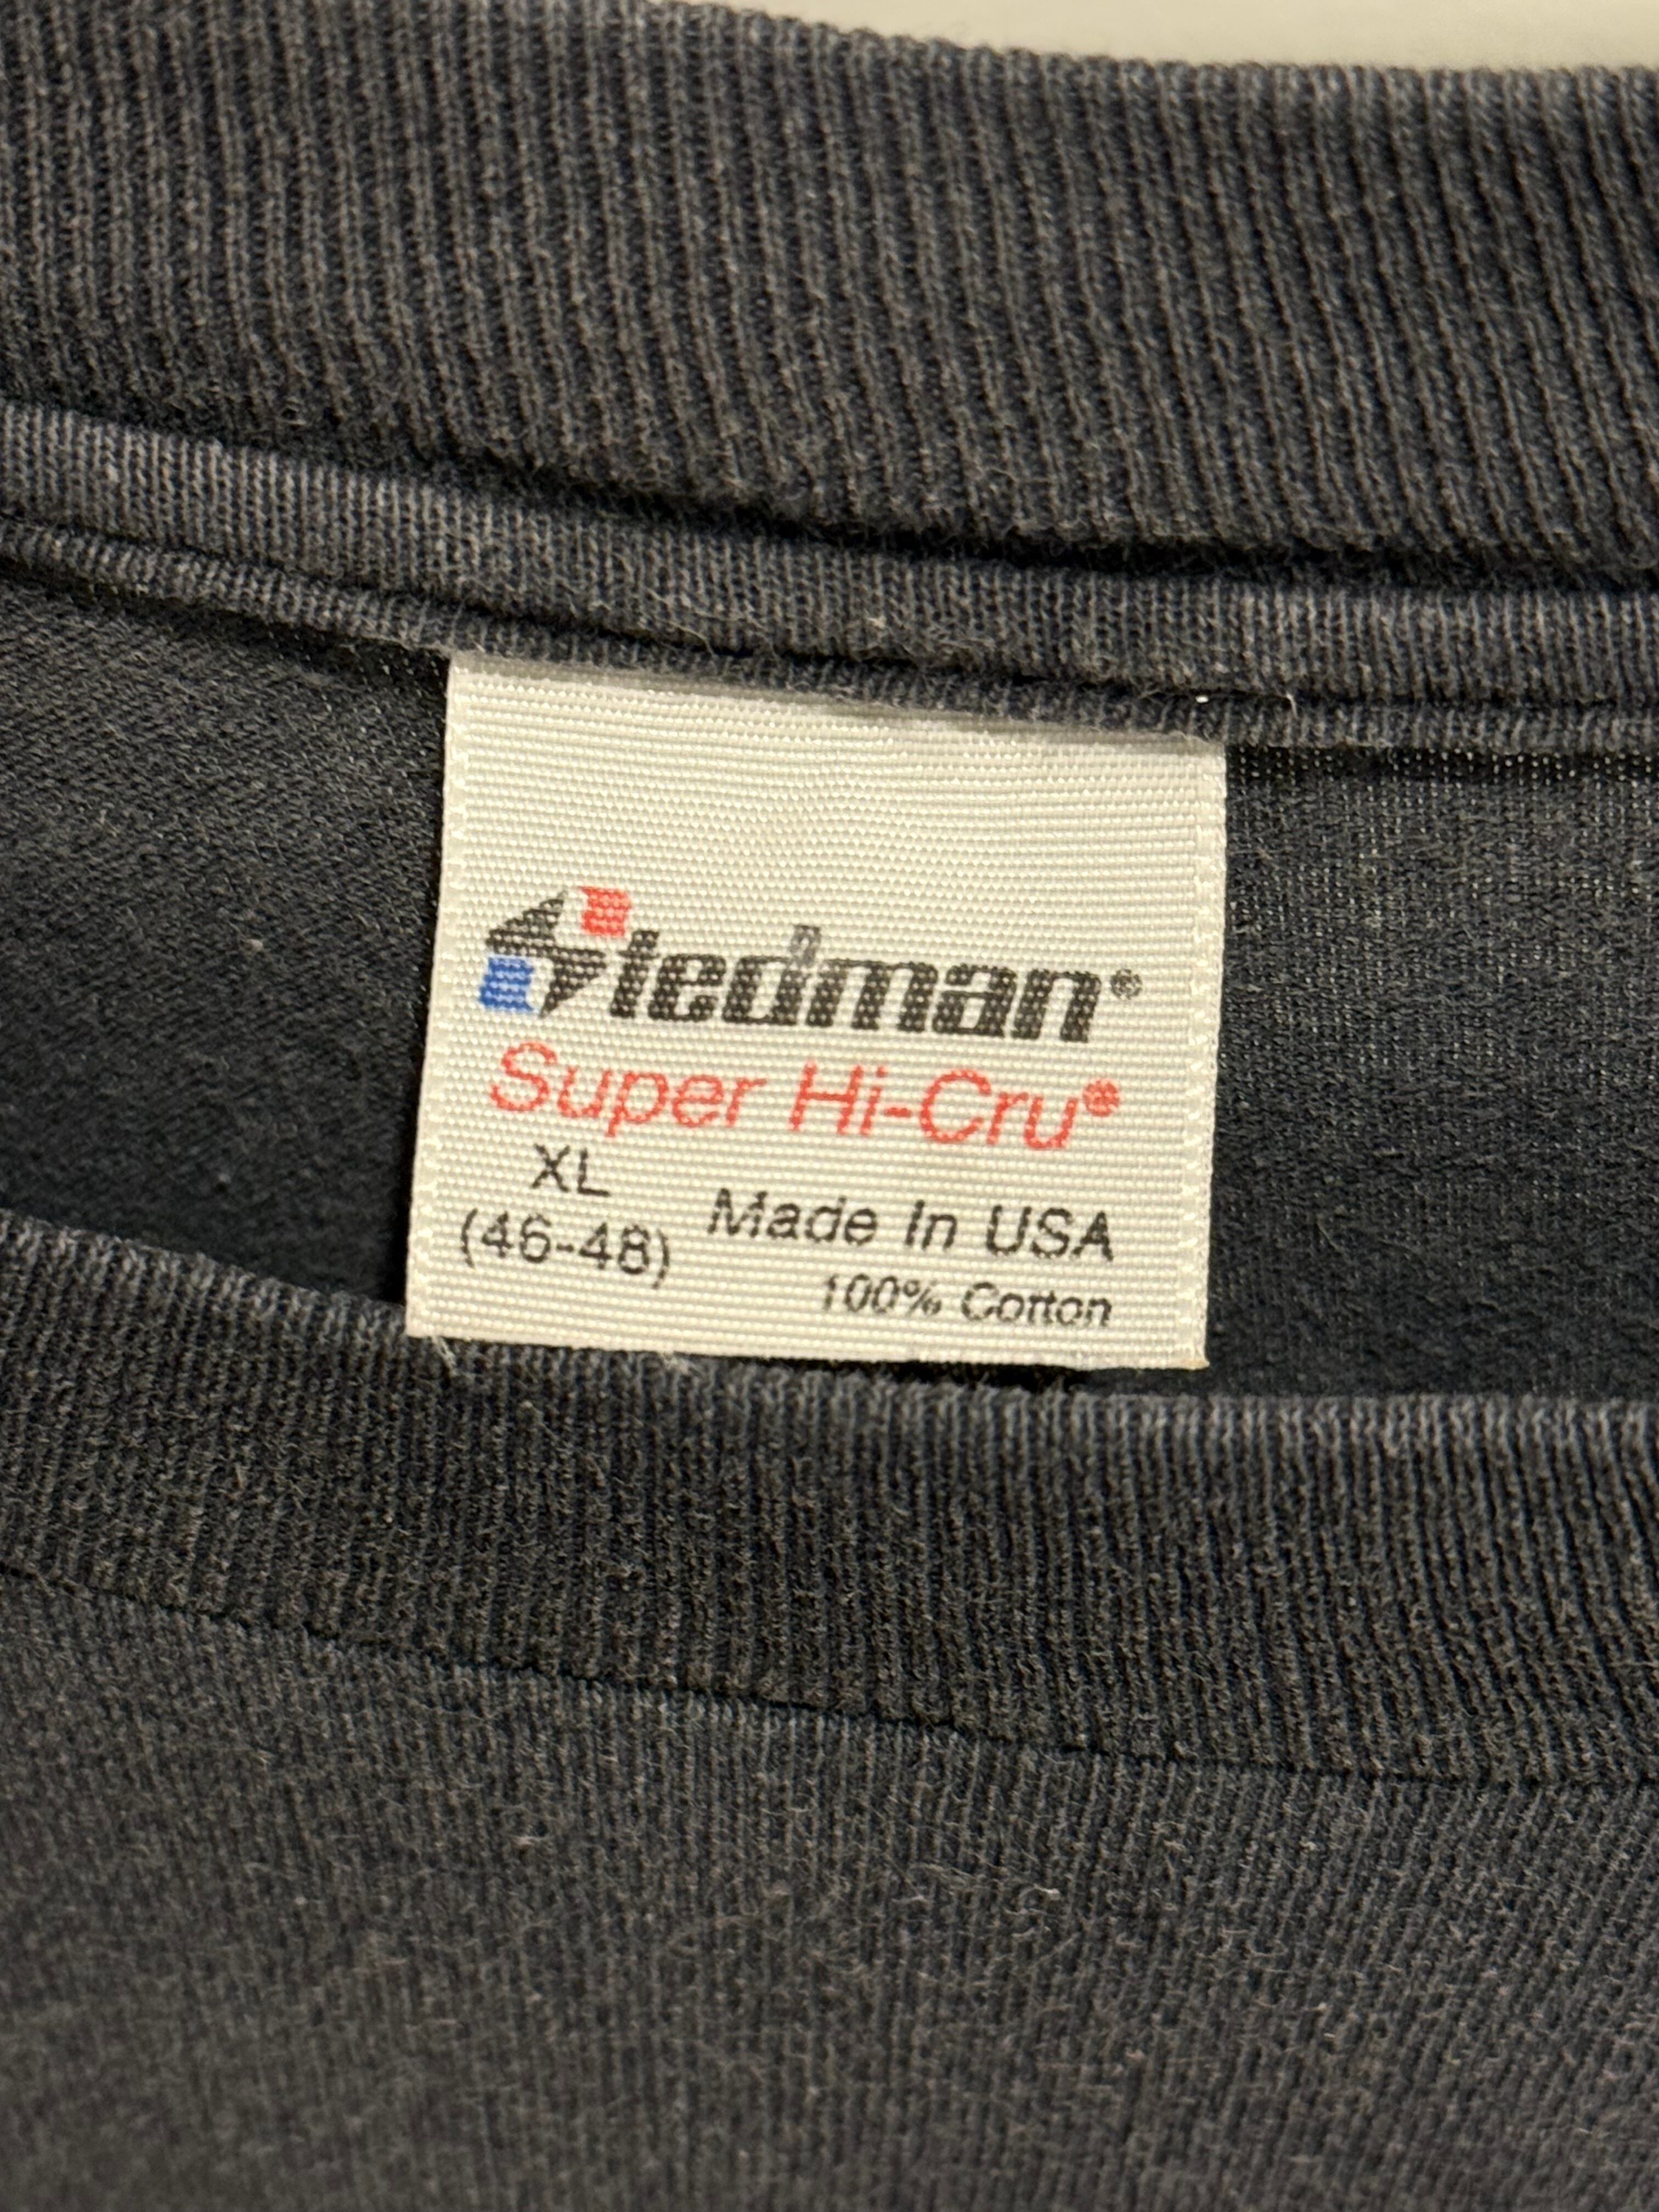 Stedman®
Super Hi-Cru®
XL
(46-48)
Made In USA
100% Cotton